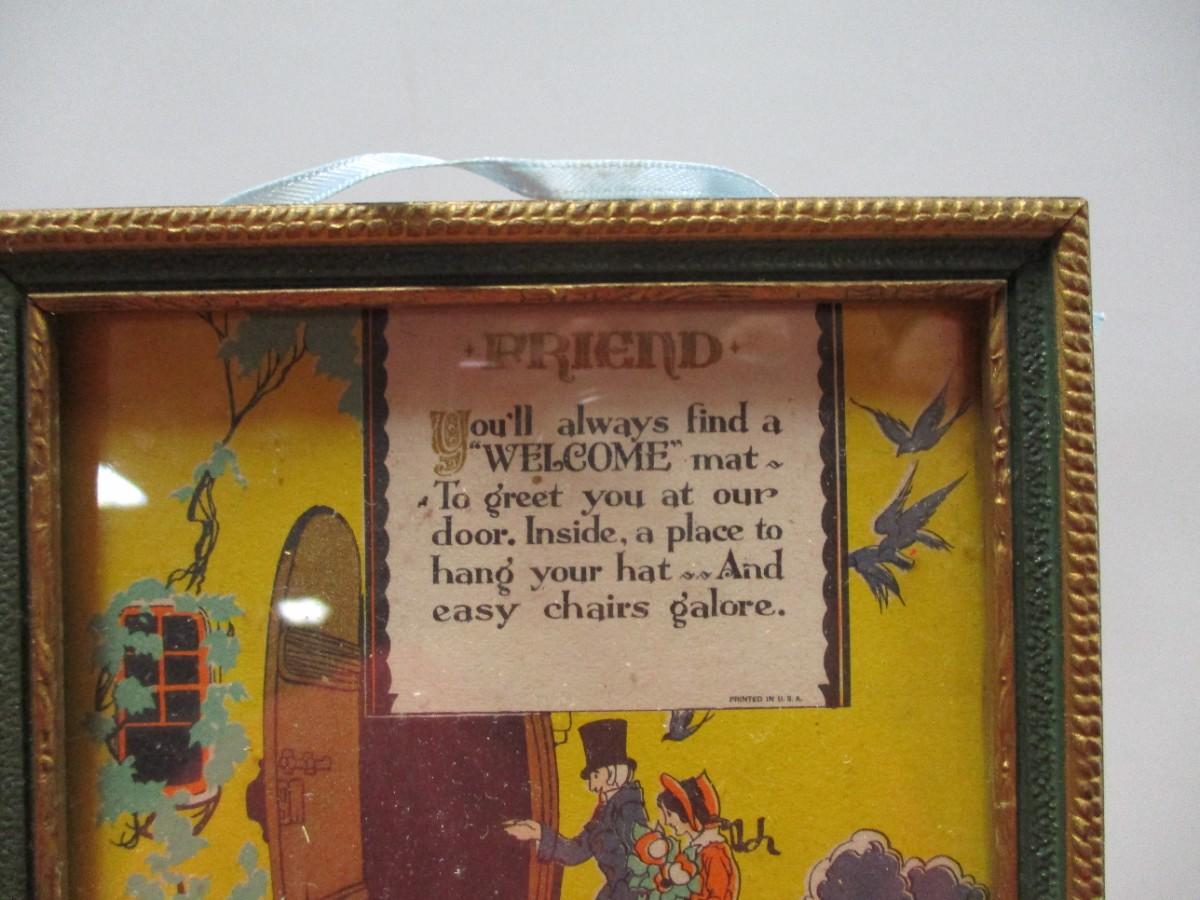 FRIEND
You'll always find a
"WELCOME" mat ~
To greet you at our
door. Inside, a place to
hang your hat ~~ And
easy chairs galore.
PRINTED IN U.S.A.